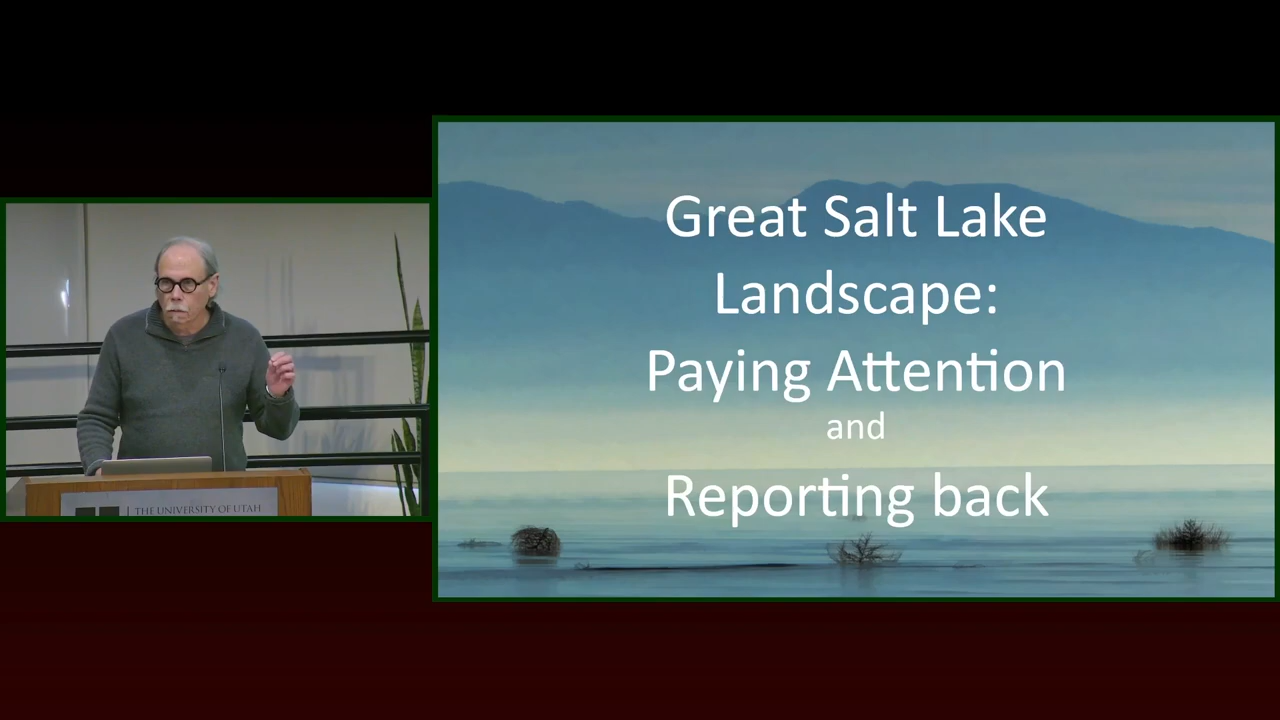 Great Salt Lake
Landscape:
Paying Attention
and
Reporting back
THE UNIVERSITY OF UTAH